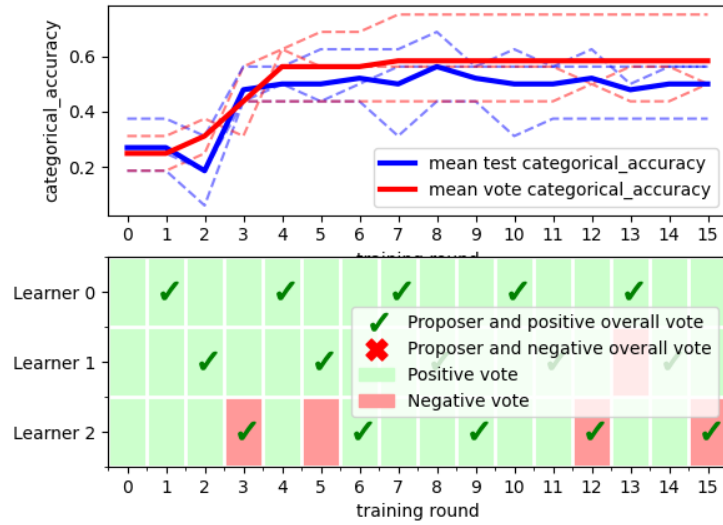 categorical_accuracy
0.6
0.4
0.2
mean test categorical_accuracy
mean vote categorical_accuracy
0 1 2 3 4 5 6 7 8 9 10 11 12 13 14 15
training round
Learner 0
Learner 1
Learner 2
Proposer and positive overall vote
Proposer and negative overall vote
Positive vote
Negative vote
0 1 2 3 4 5 6 7 8 9 10 11 12 13 14 15
training round